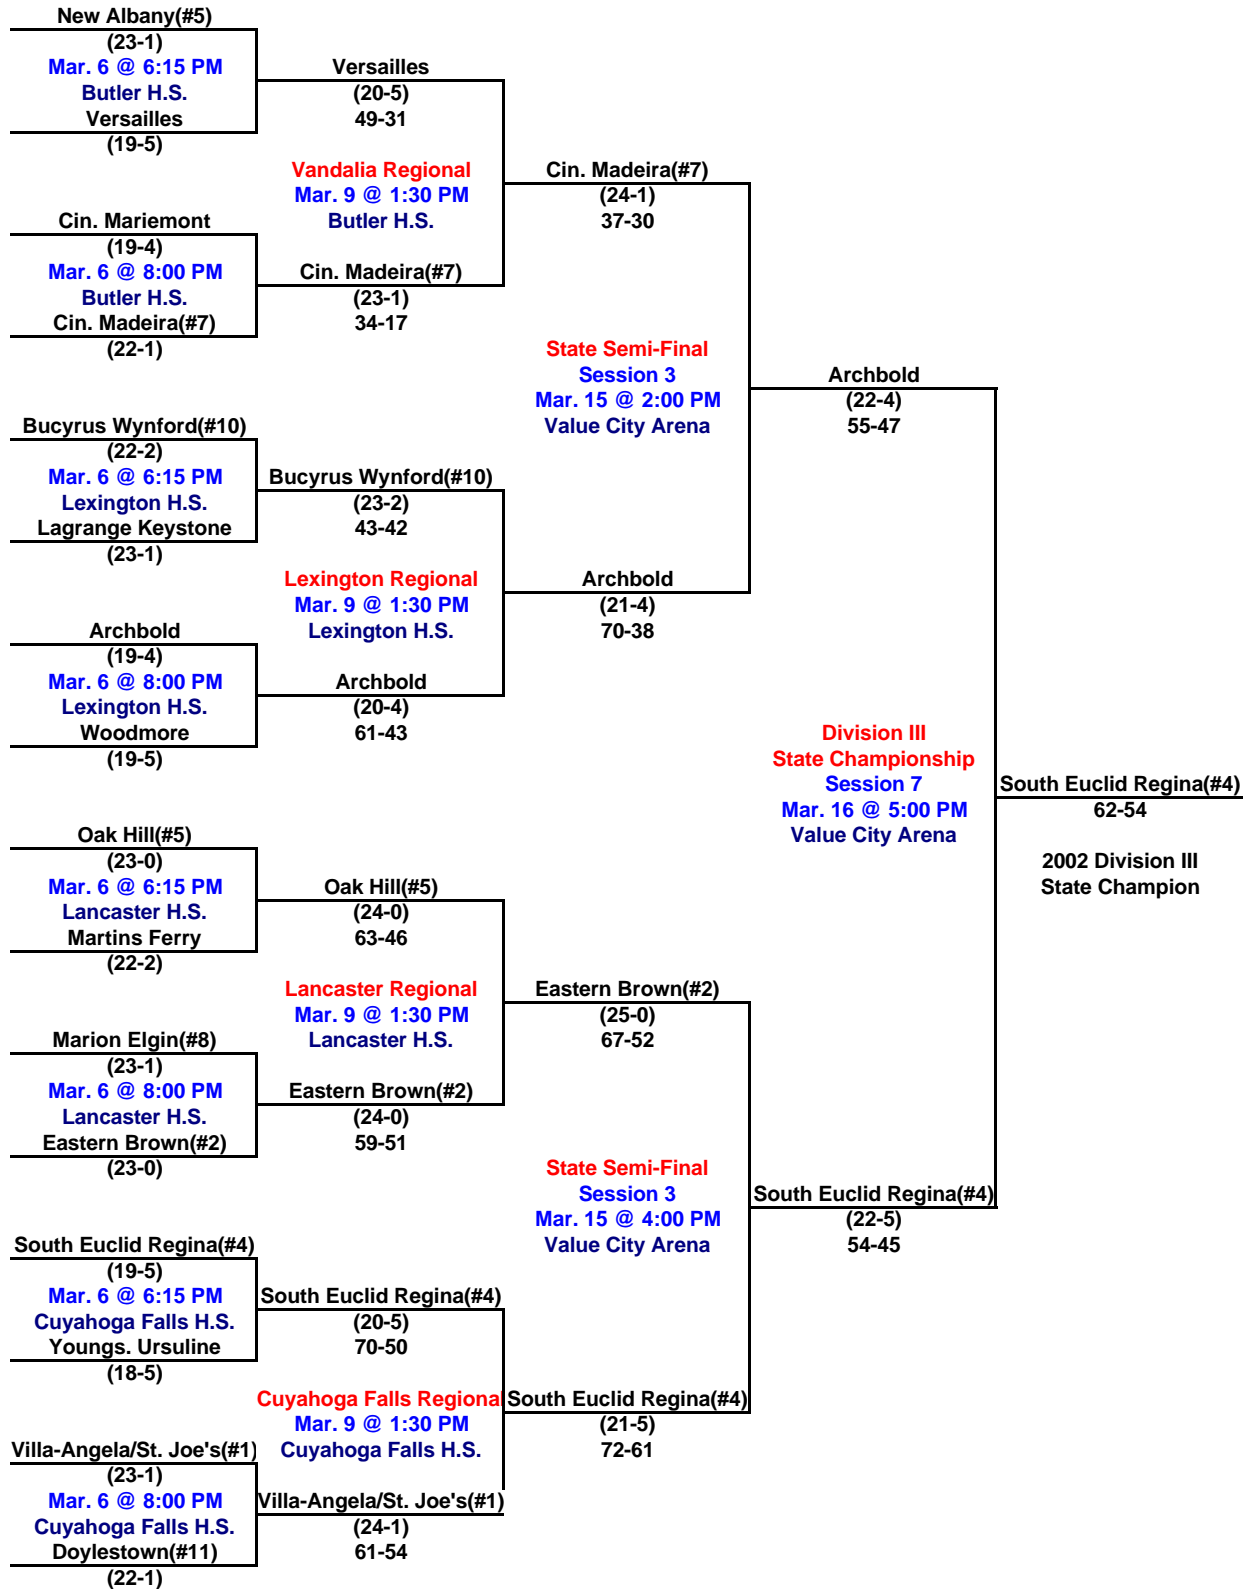 New Albany(#5)
(23-1)
Mar. 6 @ 6:15 PM
Butler H.S.
Versailles
(19-5)
Cin. Mariemont
(19-4)
Mar. 6 @ 8:00 PM
Butler H.S.
Cin. Madeira(#7)
(22-1)
Bucyrus Wynford(#10)
(22-2)
Mar. 6 @ 6:15 PM
Lexington H.S.
Lagrange Keystone
(23-1)
Archbold
(19-4)
Mar. 6 @ 8:00 PM
Lexington H.S.
Woodmore
(19-5)
Oak Hill(#5)
(23-0)
Mar. 6 @ 6:15 PM
Lancaster H.S.
Martins Ferry
(22-2)
Marion Elgin(#8)
(23-1)
Mar. 6 @ 8:00 PM
Lancaster H.S.
Eastern Brown(#2)
(23-0)
South Euclid Regina(#4)
(19-5)
Mar. 6 @ 6:15 PM
Cuyahoga Falls H.S.
Youngs. Ursuline
(18-5)
Villa-Angela/St. Joe's(#1)
(23-1)
Mar. 6 @ 8:00 PM
Cuyahoga Falls H.S.
Doylestown(#11)
(22-1)
Versailles
(20-5)
49-31
Vandalia Regional
Mar. 9 @ 1:30 PM
Butler H.S.
Cin. Madeira(#7)
(23-1)
34-17
Bucyrus Wynford(#10)
(23-2)
43-42
Lexington Regional
Mar. 9 @ 1:30 PM
Lexington H.S.
Archbold
(20-4)
61-43
Oak Hill(#5)
(24-0)
63-46
Lancaster Regional
Mar. 9 @ 1:30 PM
Lancaster H.S.
Eastern Brown(#2)
(24-0)
59-51
South Euclid Regina(#4)
(20-5)
70-50
Cuyahoga Falls Regional
Mar. 9 @ 1:30 PM
Cuyahoga Falls H.S.
Villa-Angela/St. Joe's(#1)
(24-1)
61-54
Cin. Madeira(#7)
(24-1)
37-30
State Semi-Final
Session 3
Mar. 15 @ 2:00 PM
Value City Arena
Archbold
(21-4)
70-38
Eastern Brown(#2)
(25-0)
67-52
State Semi-Final
Session 3
Mar. 15 @ 4:00 PM
Value City Arena
South Euclid Regina(#4)
(21-5)
72-61
Archbold
(22-4)
55-47
Division III
State Championship
Session 7
Mar. 16 @ 5:00 PM
Value City Arena
South Euclid Regina(#4)
(22-5)
54-45
South Euclid Regina(#4)
62-54
2002 Division III
State Champion